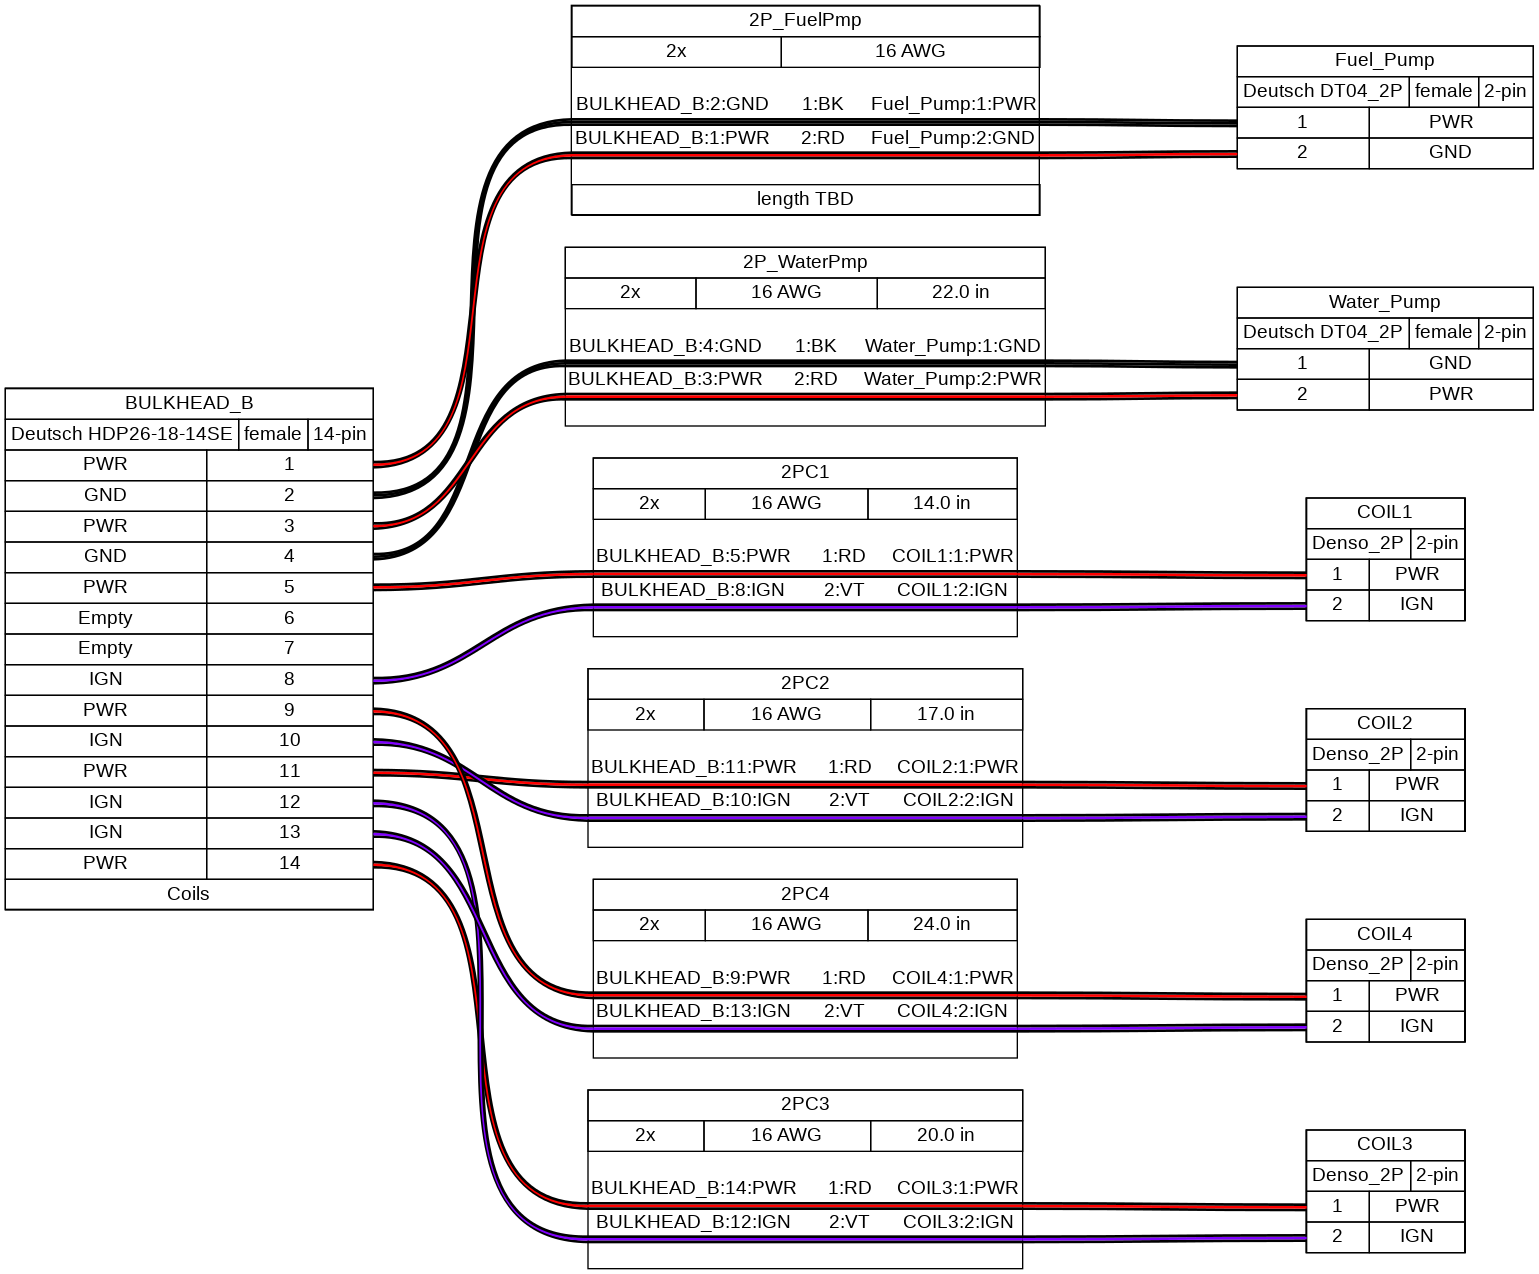 BULKHEAD_B
Deutsch HDP26-18-14SE female 14-pin
PWR 1
GND 2
PWR 3
GND 4
PWR 5
Empty 6
Empty 7
IGN 8
PWR 9
IGN 10
PWR 11
IGN 12
IGN 13
PWR 14
Coils
2P_FuelPmp
2x 16 AWG
BULKHEAD_B:2:GND 1:BK Fuel_Pump:1:PWR
BULKHEAD_B:1:PWR 2:RD Fuel_Pump:2:GND
length TBD
Fuel_Pump
Deutsch DT04_2P female 2-pin
1 PWR
2 GND
2P_WaterPmp
2x 16 AWG 22.0 in
BULKHEAD_B:4:GND 1:BK Water_Pump:1:GND
BULKHEAD_B:3:PWR 2:RD Water_Pump:2:PWR
Water_Pump
Deutsch DT04_2P female 2-pin
1 GND
2 PWR
2PC1
2x 16 AWG 14.0 in
BULKHEAD_B:5:PWR 1:RD COIL1:1:PWR
BULKHEAD_B:8:IGN 2:VT COIL1:2:IGN
COIL1
Denso_2P 2-pin
1 PWR
2 IGN
2PC2
2x 16 AWG 17.0 in
BULKHEAD_B:11:PWR 1:RD COIL2:1:PWR
BULKHEAD_B:10:IGN 2:VT COIL2:2:IGN
COIL2
Denso_2P 2-pin
1 PWR
2 IGN
2PC4
2x 16 AWG 24.0 in
BULKHEAD_B:9:PWR 1:RD COIL4:1:PWR
BULKHEAD_B:13:IGN 2:VT COIL4:2:IGN
COIL4
Denso_2P 2-pin
1 PWR
2 IGN
2PC3
2x 16 AWG 20.0 in
BULKHEAD_B:14:PWR 1:RD COIL3:1:PWR
BULKHEAD_B:12:IGN 2:VT COIL3:2:IGN
COIL3
Denso_2P 2-pin
1 PWR
2 IGN